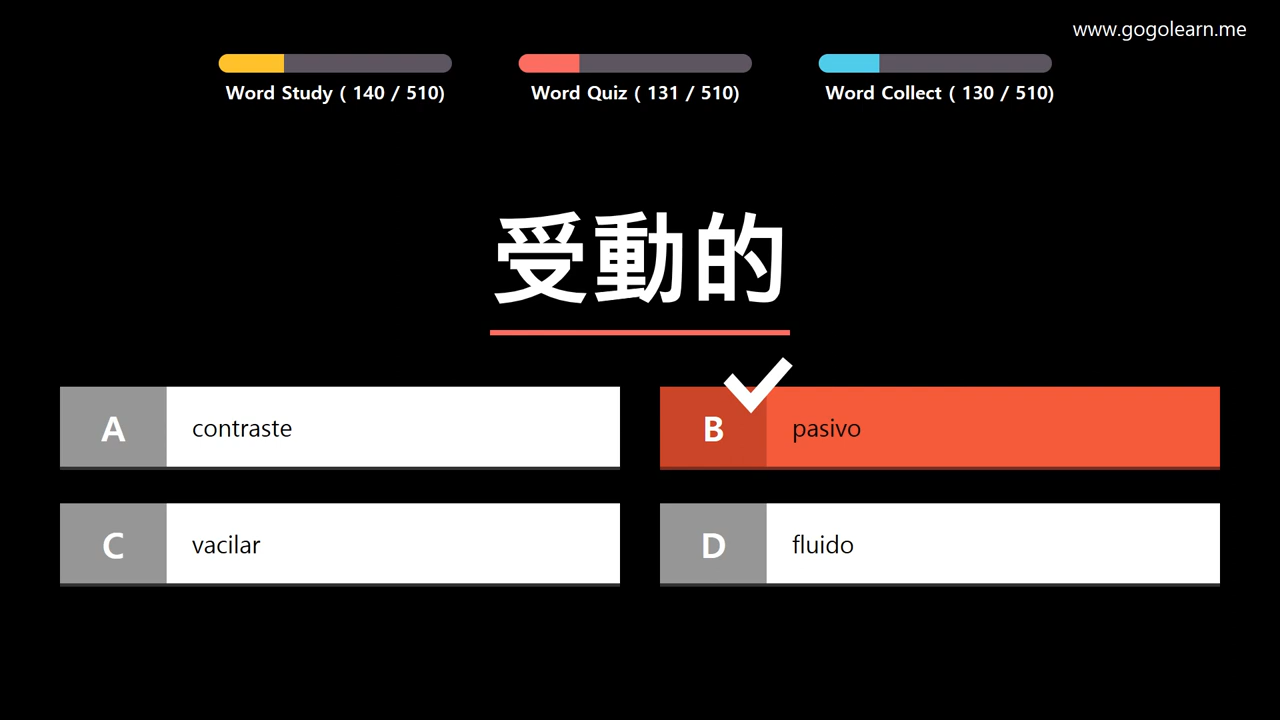 www.gogolearn.me
Word Study ( 140 / 510)
Word Quiz ( 131 / 510)
Word Collect ( 130 / 510)
受動的
A contraste
B pasivo
C vacilar
D fluido